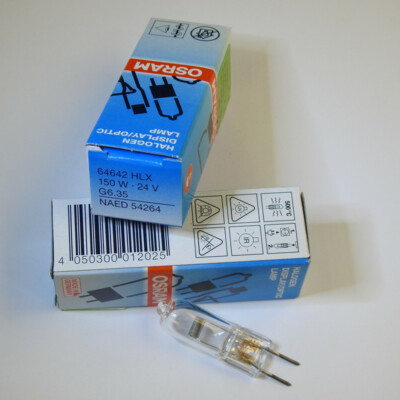 OSRAM
HALOGEN
DISPLAY/OPTIC
LAMP
64642 HLX
150 W - 24 V
G6.35
NAED 54264
4 050300 012025
OSRAM
HALOGEN
DISPLAY/OPTIC
LAMP
500°C